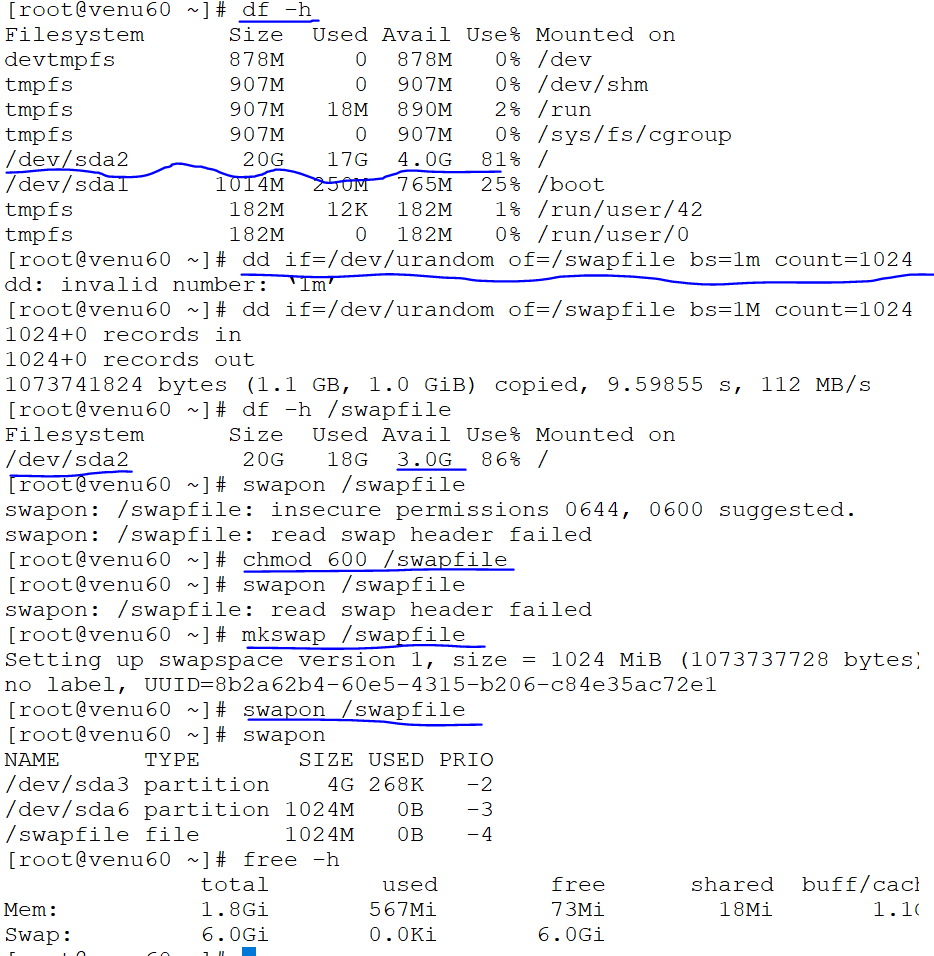 [root@venu60 ~]# df -h
Filesystem      Size  Used Avail Use% Mounted on
devtmpfs        878M     0  878M   0% /dev
tmpfs           907M     0  907M   0% /dev/shm
tmpfs           907M   18M  890M   2% /run
tmpfs           907M     0  907M   0% /sys/fs/cgroup
/dev/sda2        20G   17G  4.0G  81% /
/dev/sda1      1014M  250M  765M  25% /boot
tmpfs           182M   12K  182M   1% /run/user/42
tmpfs           182M     0  182M   0% /run/user/0
[root@venu60 ~]# dd if=/dev/urandom of=/swapfile bs=1m count=1024
dd: invalid number: ‘1m’
[root@venu60 ~]# dd if=/dev/urandom of=/swapfile bs=1M count=1024
1024+0 records in
1024+0 records out
1073741824 bytes (1.1 GB, 1.0 GiB) copied, 9.59855 s, 112 MB/s
[root@venu60 ~]# df -h /swapfile
Filesystem      Size  Used Avail Use% Mounted on
/dev/sda2        20G   18G  3.0G  86% /
[root@venu60 ~]# swapon /swapfile
swapon: /swapfile: insecure permissions 0644, 0600 suggested.
swapon: /swapfile: read swap header failed
[root@venu60 ~]# chmod 600 /swapfile
[root@venu60 ~]# swapon /swapfile
swapon: /swapfile: read swap header failed
[root@venu60 ~]# mkswap /swapfile
Setting up swapspace version 1, size = 1024 MiB (1073737728 bytes)
no label, UUID=8b2a62b4-60e5-4315-b206-c84e35ac72e1
[root@venu60 ~]# swapon /swapfile
[root@venu60 ~]# swapon
NAME      TYPE       SIZE USED PRIO
/dev/sda3 partition    4G 268K   -2
/dev/sda6 partition 1024M   0B   -3
/swapfile file      1024M   0B   -4
[root@venu60 ~]# free -h
              total        used        free      shared  buff/cach
Mem:          1.8Gi       567Mi        73Mi        18Mi       1.1G
Swap:         6.0Gi       0.0Ki       6.0Gi